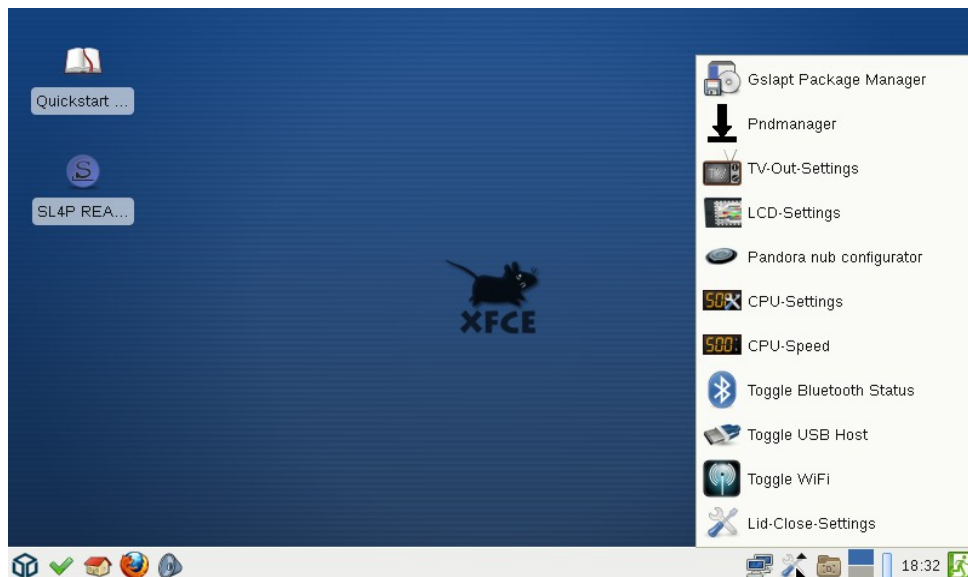 Quickstart ...
SL4P REA...
XFCE
Gslapt Package Manager
Pndmanager
TV-Out-Settings
LCD-Settings
Pandora nub configurator
CPU-Settings
CPU-Speed
Toggle Bluetooth Status
Toggle USB Host
Toggle WiFi
Lid-Close-Settings
18:32